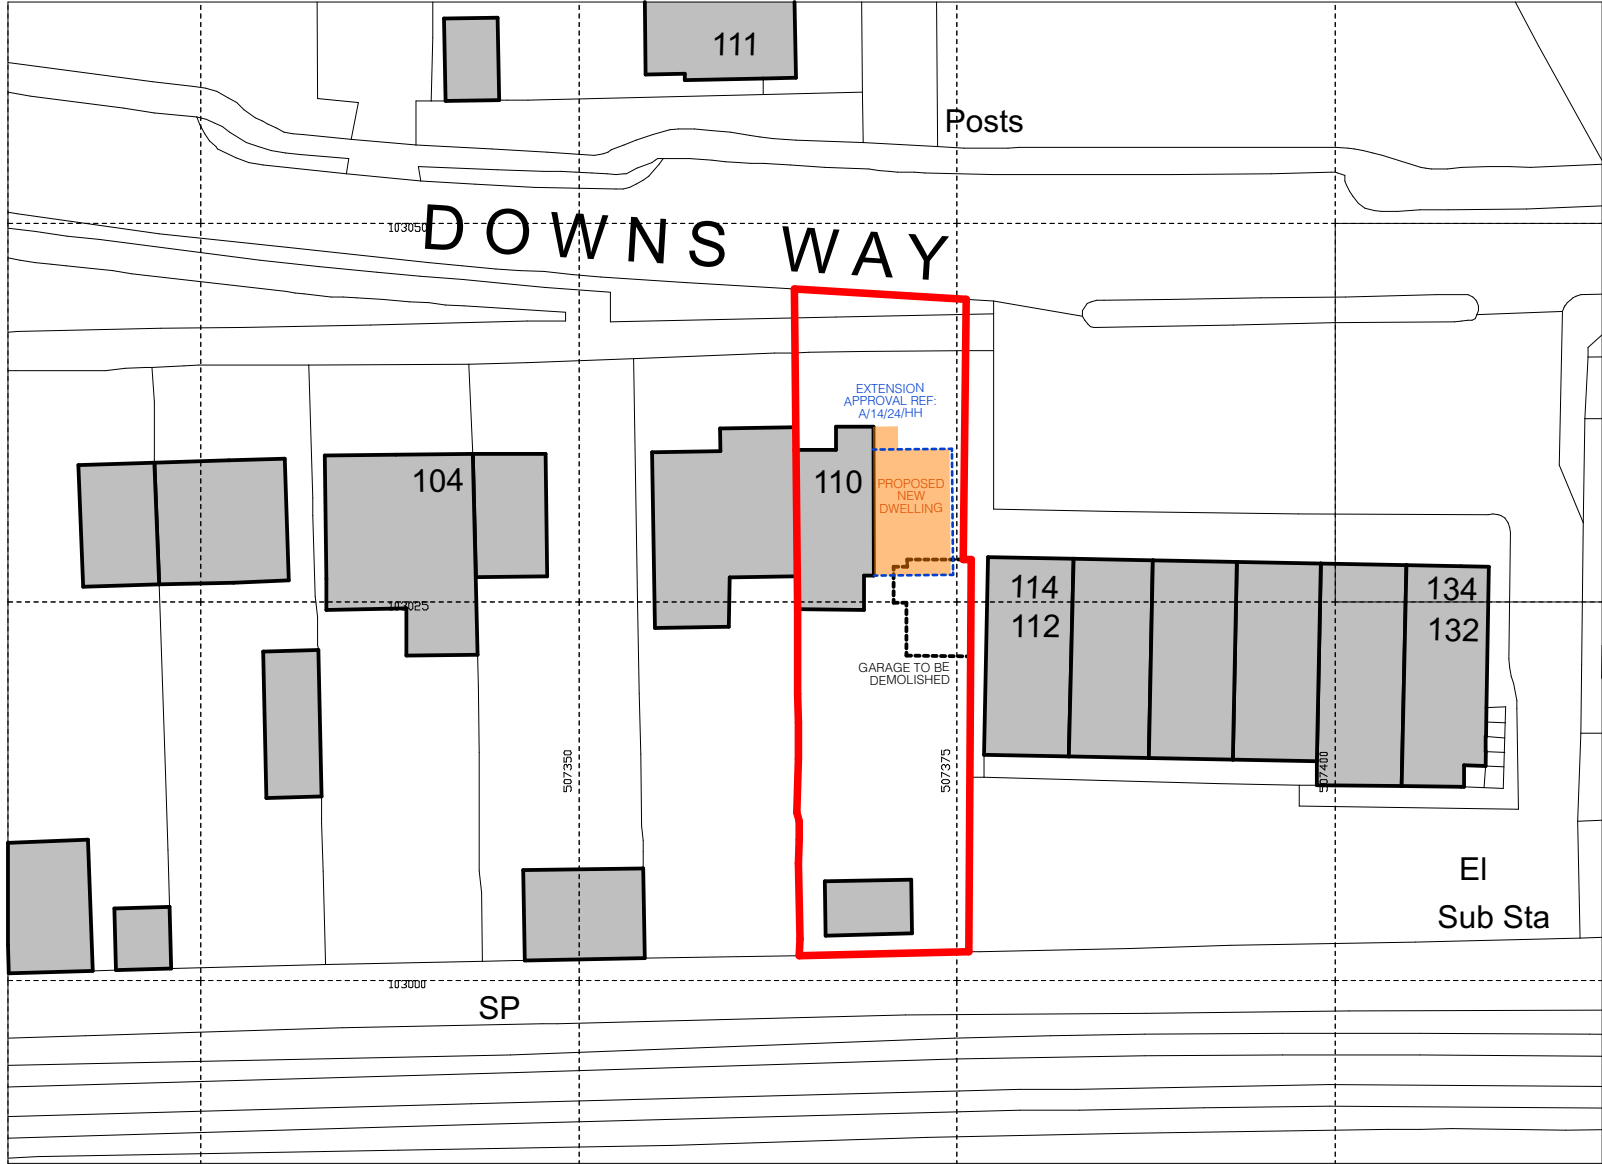 111
Posts
103050
DOWNS WAY
EXTENSION
APPROVAL REF:
A/14/24/HH
104
110
PROPOSED
NEW
DWELLING
114
112
134
132
103025
GARAGE TO BE
DEMOLISHED
507350
507375
507400
El
Sub Sta
103000
SP